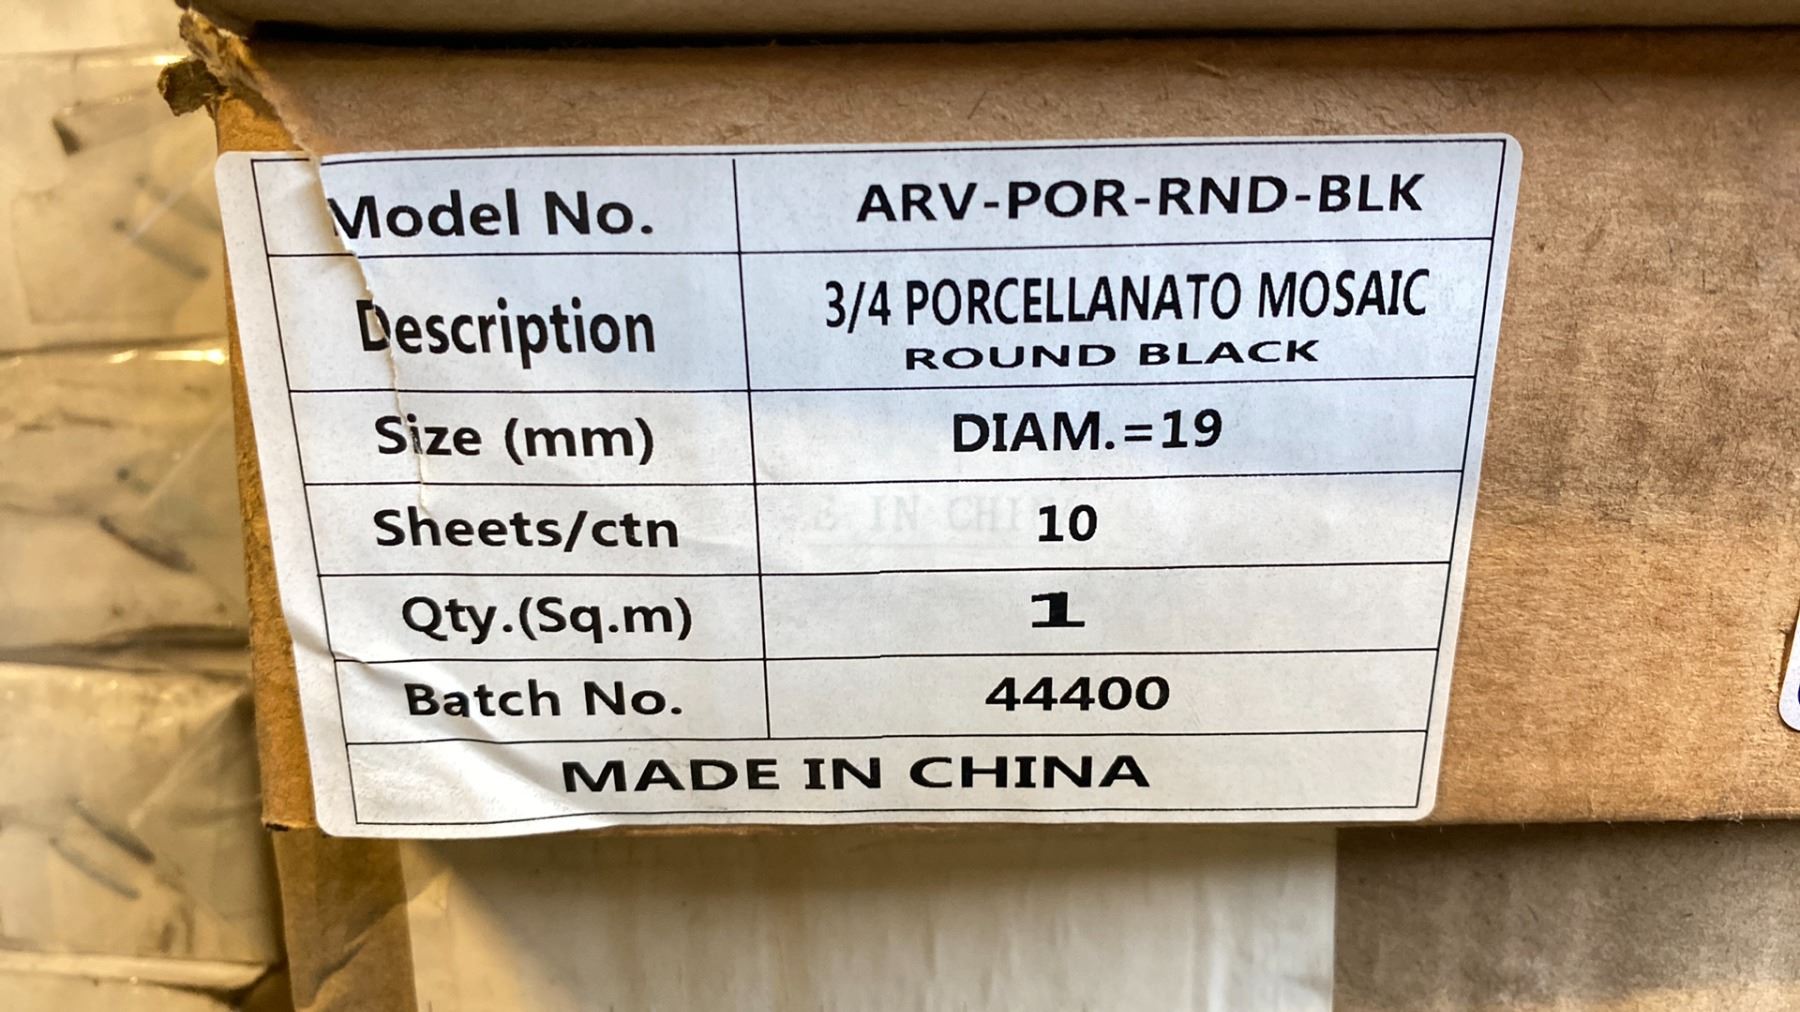 Model No. ARV-POR-RND-BLK
Description 3/4 PORCELLANATO MOSAIC
ROUND BLACK
Size (mm) DIAM.=19
Sheets/ctn 10
IN
Qty.(Sq.m) 1
Batch No. 44400
MADE IN CHINA